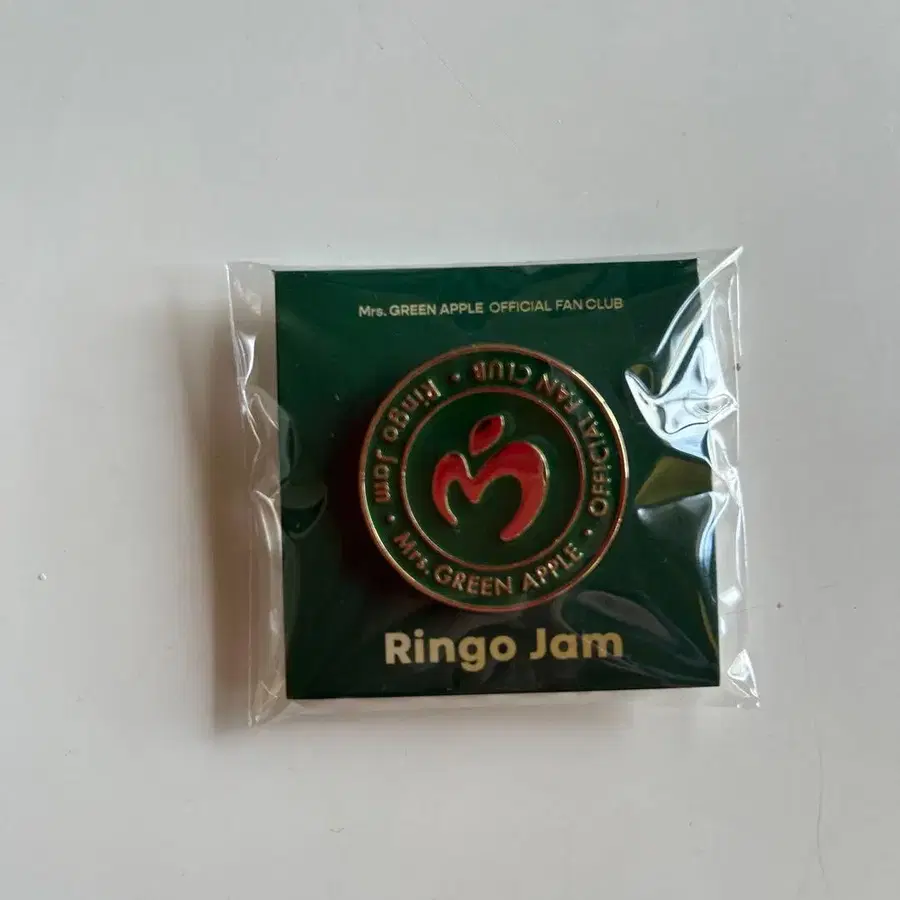 Mrs. GREEN APPLE OFFICIAL FAN CLUB
Ringo Jam • Mrs. GREEN APPLE • OFFICIAL FAN CLUB •
Ringo Jam